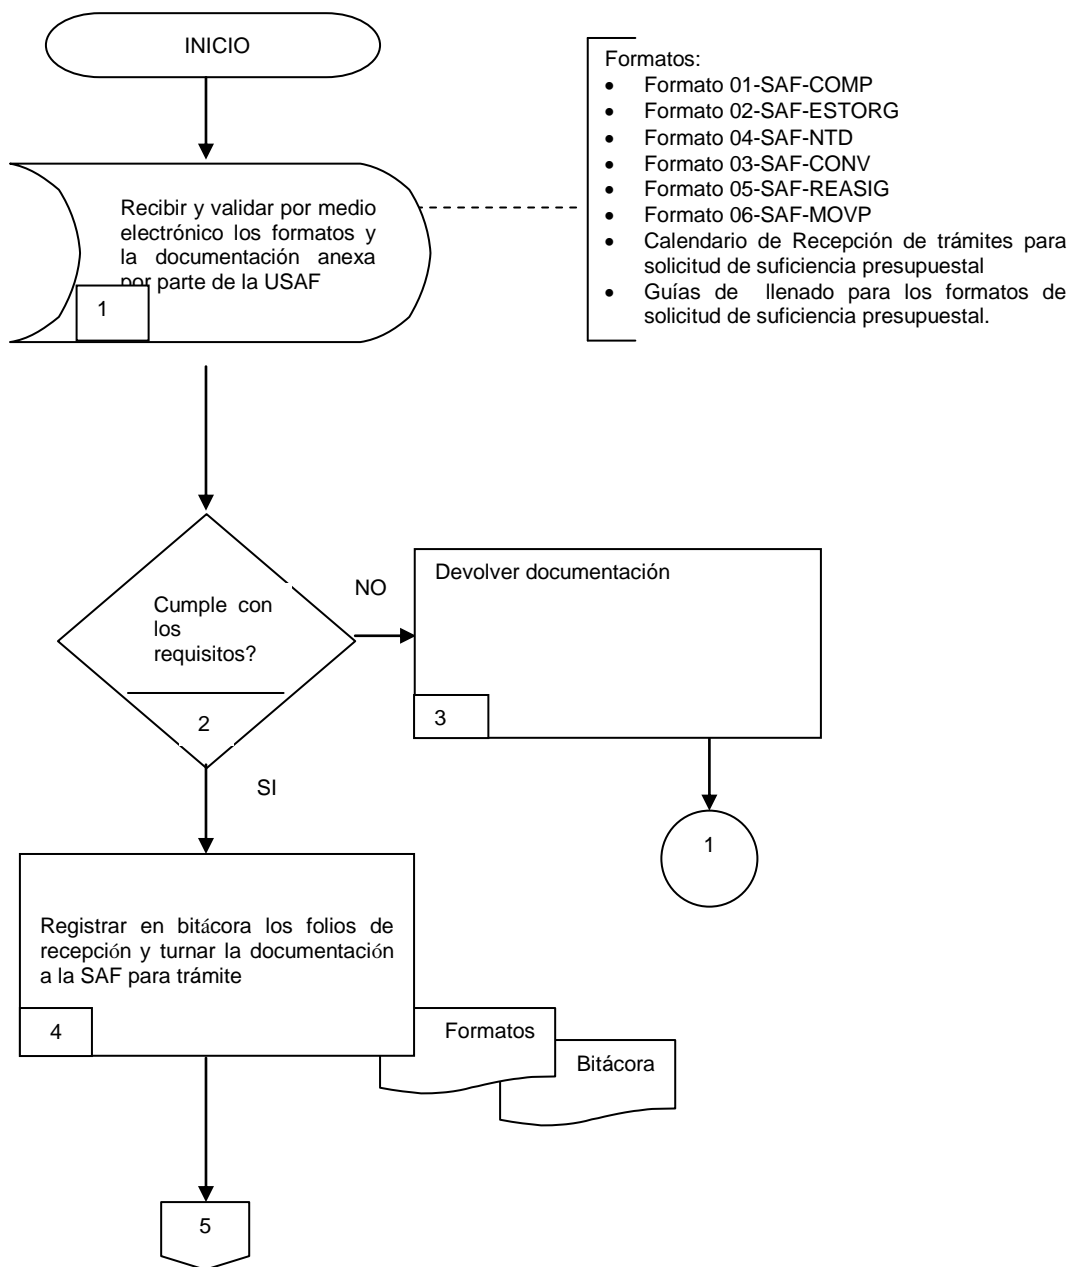 INICIO
Formatos:
• Formato 01-SAF-COMP
• Formato 02-SAF-ESTORG
• Formato 04-SAF-NTD
• Formato 03-SAF-CONV
• Formato 05-SAF-REASIG
• Formato 06-SAF-MOVP
• Calendario de Recepción de trámites para
solicitud de suficiencia presupuestal
• Guías de llenado para los formatos de
solicitud de suficiencia presupuestal.
Recibir y validar por medio
electrónico los formatos y
la documentación anexa
por parte de la USAF
1
Cumple con
los
requisitos?
2
NO
Devolver documentación
3
1
SI
Registrar en bitácora los folios de
recepción y turnar la documentación
a la SAF para trámite
4
Formatos
Bitácora
5